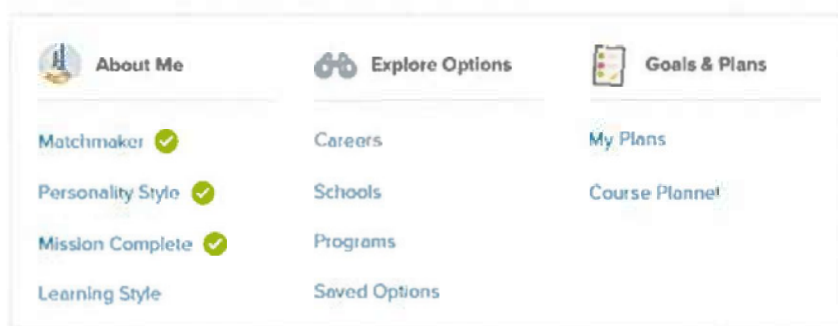 About Me
Matchmaker
Personality Style
Mission Complete
Learning Style
Explore Options
Careers
Schools
Programs
Saved Options
Goals & Plans
My Plans
Course Planner